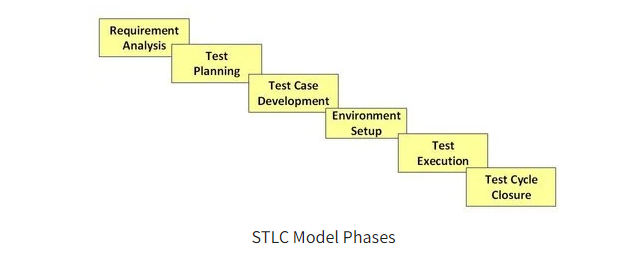 Requirement
Analysis
Test
Planning
Test Case
Development
Environment
Setup
Test
Execution
Test Cycle
Closure
STLC Model Phases